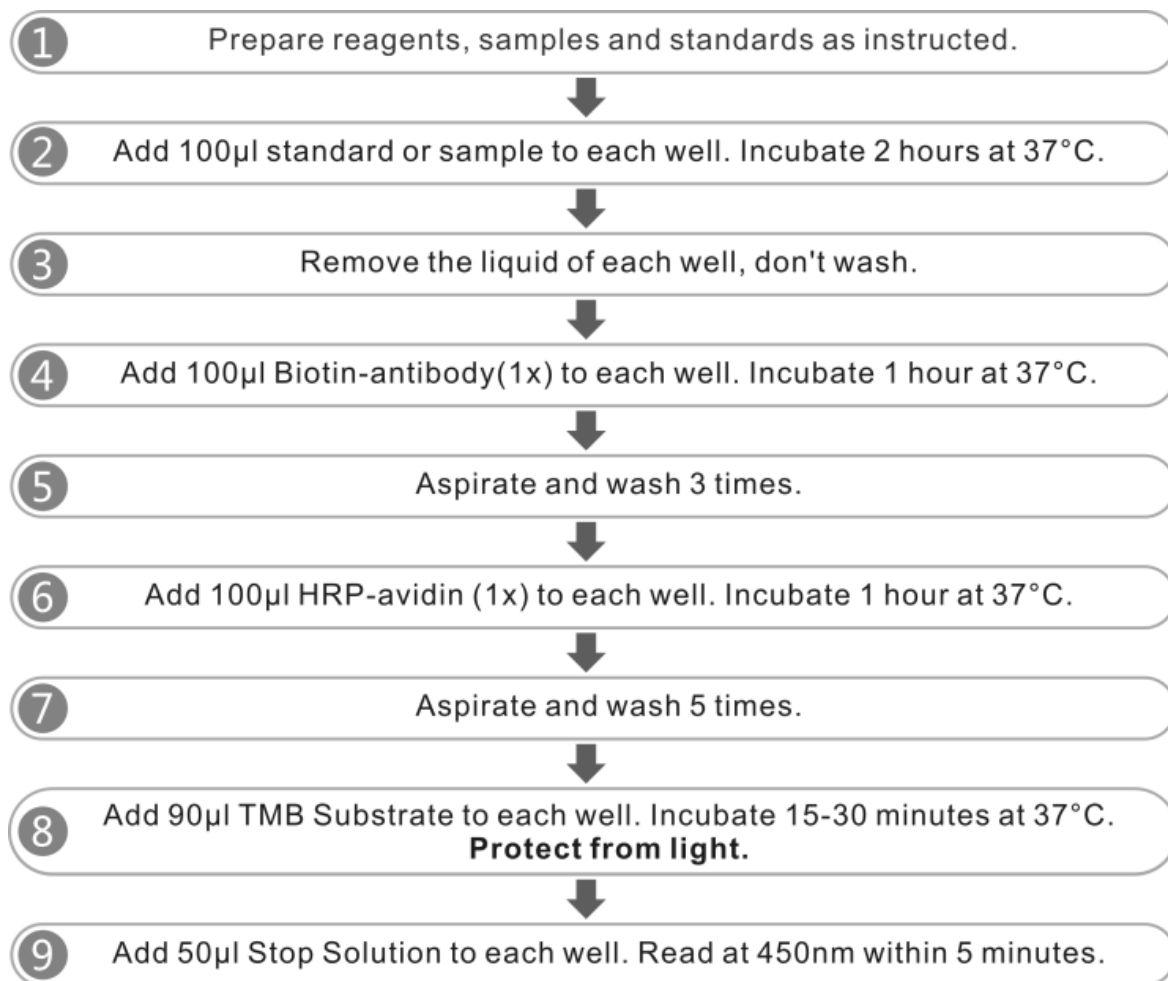 1 Prepare reagents, samples and standards as instructed.
2 Add 100µl standard or sample to each well. Incubate 2 hours at 37°C.
3 Remove the liquid of each well, don't wash.
4 Add 100µl Biotin-antibody(1x) to each well. Incubate 1 hour at 37°C.
5 Aspirate and wash 3 times.
6 Add 100µl HRP-avidin (1x) to each well. Incubate 1 hour at 37°C.
7 Aspirate and wash 5 times.
8 Add 90µl TMB Substrate to each well. Incubate 15-30 minutes at 37°C.
Protect from light.
9 Add 50µl Stop Solution to each well. Read at 450nm within 5 minutes.